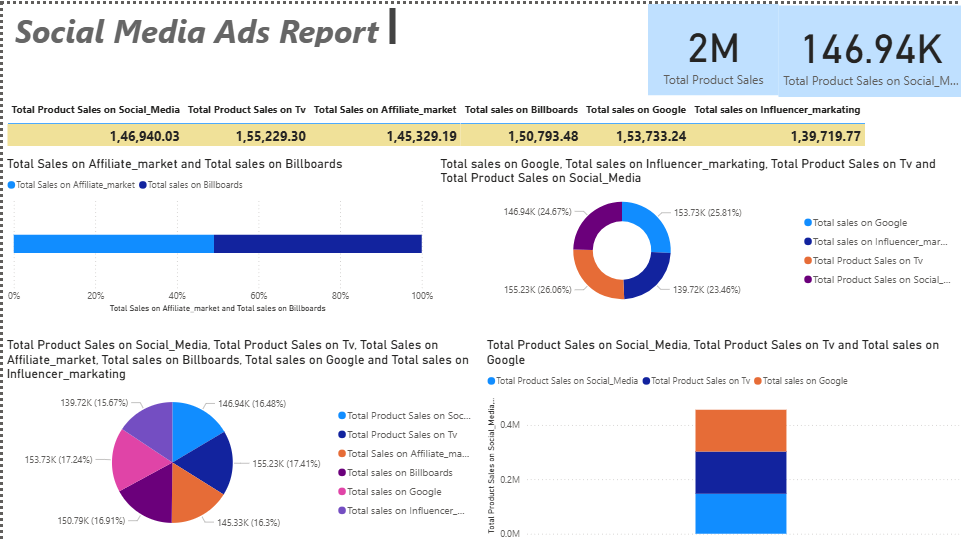 Social Media Ads Report
2M
Total Product Sales
146.94K
Total Product Sales on Social_M...
Total Product Sales on Social_Media Total Product Sales on Tv Total Sales on Affiliate_market Total sales on Billboards Total sales on Google Total sales on Influencer_markating
1,46,940.03 1,55,229.30 1,45,329.19 1,50,793.48 1,53,733.24 1,39,719.77
Total Sales on Affiliate_market and Total sales on Billboards
Total Sales on Affiliate_market Total sales on Billboards
0% 20% 40% 60% 80% 100%
Total Sales on Affiliate_market and Total sales on Billboards
Total sales on Google, Total sales on Influencer_markating, Total Product Sales on Tv and
Total Product Sales on Social_Media
146.94K (24.67%)
153.73K (25.81%)
155.23K (26.06%)
139.72K (23.46%)
Total sales on Google
Total sales on Influencer_mar...
Total Product Sales on Tv
Total Product Sales on Social_...
Total Product Sales on Social_Media, Total Product Sales on Tv, Total Sales on
Affiliate_market, Total sales on Billboards, Total sales on Google and Total sales on
Influencer_markating
139.72K (15.67%)
146.94K (16.48%)
153.73K (17.24%)
155.23K (17.41%)
150.79K (16.91%)
145.33K (16.3%)
Total Product Sales on Soc...
Total Product Sales on Tv
Total Sales on Affiliate_ma...
Total sales on Billboards
Total sales on Google
Total sales on Influencer_...
Total Product Sales on Social_Media, Total Product Sales on Tv and Total sales on
Google
Total Product Sales on Social_Media Total Product Sales on Tv Total sales on Google
Total Product Sales on Social_Media...
0.4M
0.2M
0.0M